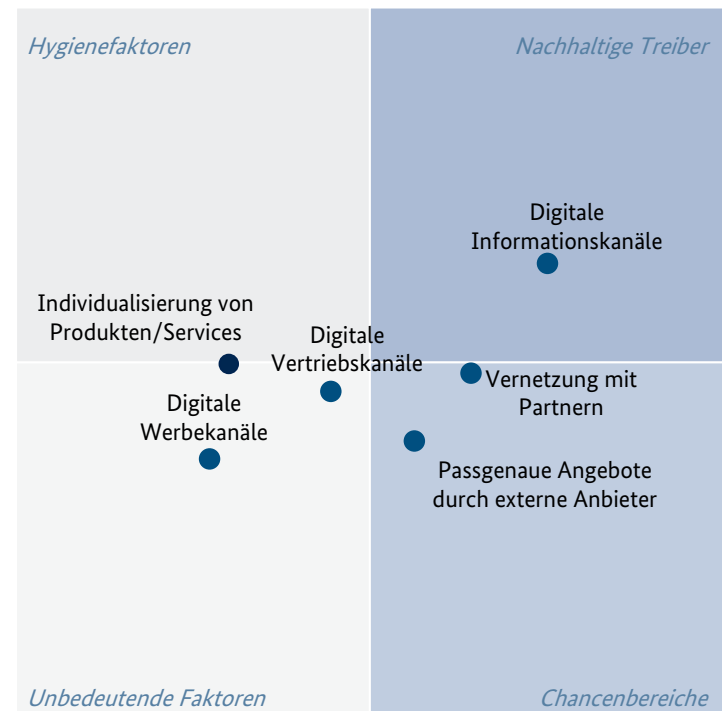 Hygienefaktoren
Nachhaltige Treiber
Digitale
Informationskanäle
Individualisierung von
Produkten/Services
Digitale
Vertriebskanäle
Vernetzung mit
Partnern
Digitale
Werbekanäle
Passgenaue Angebote
durch externe Anbieter
Unbedeutende Faktoren
Chancenbereiche